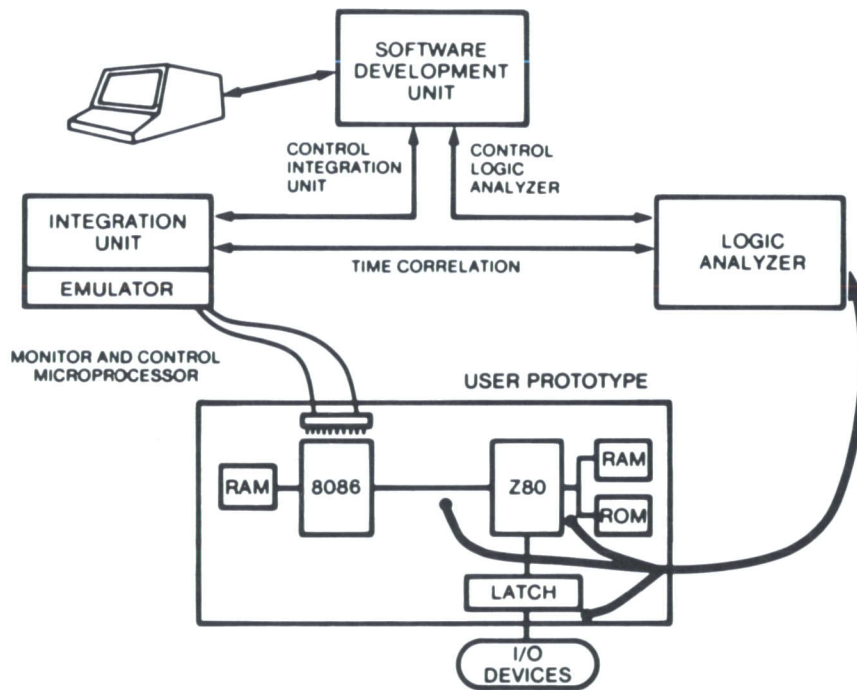 SOFTWARE
DEVELOPMENT
UNIT
CONTROL
INTEGRATION
UNIT
CONTROL
LOGIC
ANALYZER
INTEGRATION
UNIT
EMULATOR
TIME CORRELATION
LOGIC
ANALYZER
MONITOR AND CONTROL
MICROPROCESSOR
USER PROTOTYPE
RAM
8086
Z80
RAM
ROM
LATCH
I/O
DEVICES